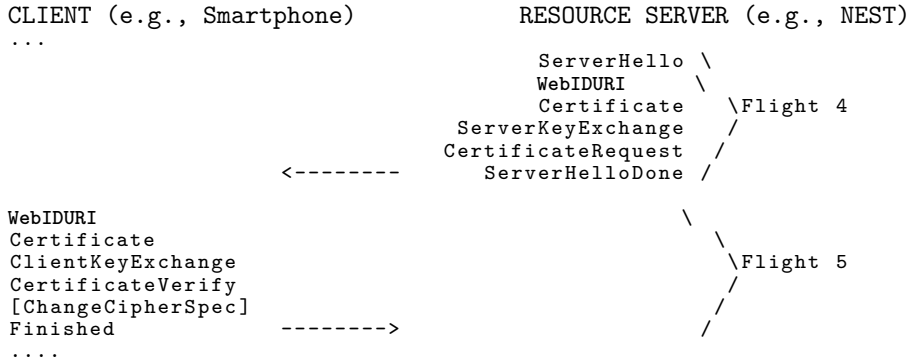 CLIENT (e.g., Smartphone)          RESOURCE SERVER (e.g., NEST)
...
                                   ServerHello \
                                   WebIDURI     \
                                   Certificate   \Flight 4
                             ServerKeyExchange   /
                            CertificateRequest  /
                 <--------     ServerHelloDone /
WebIDURI                                       \
Certificate                                     \
ClientKeyExchange                                \Flight 5
CertificateVerify                                /
[ChangeCipherSpec]                              /
Finished         -------->                     /
....